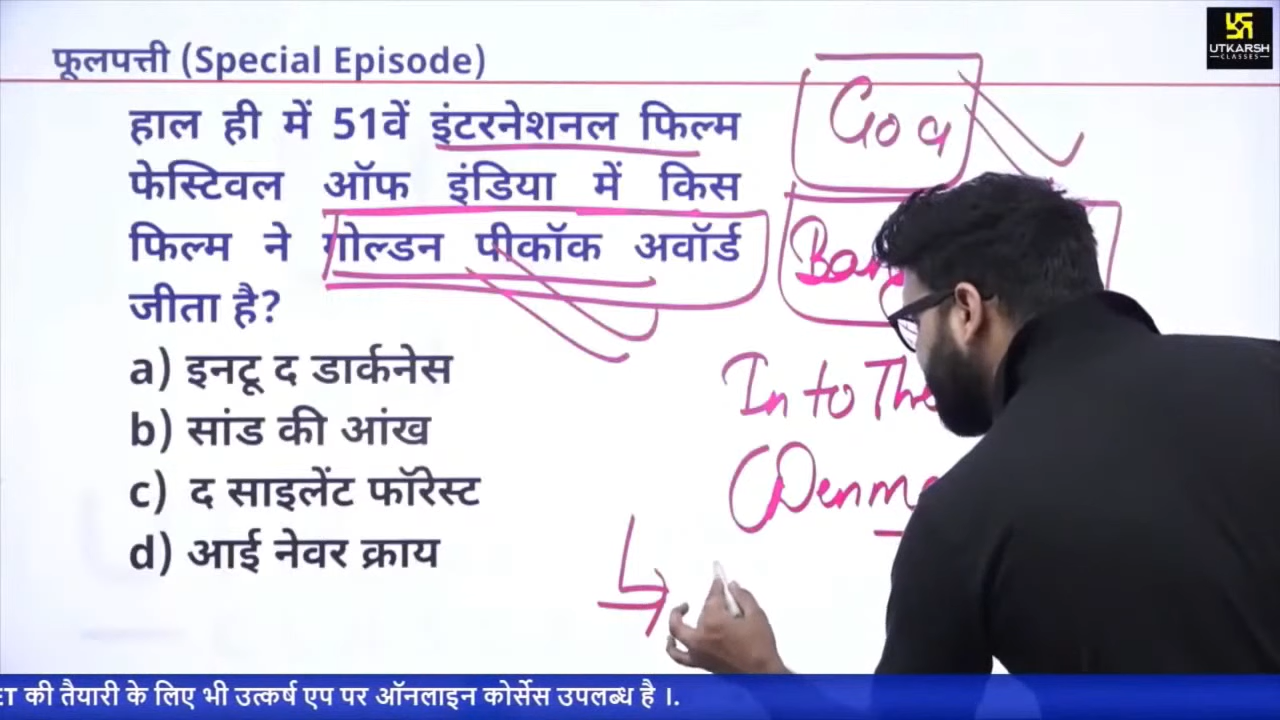 फूलपत्ती (Special Episode)
UTKARSH
CLASSES
हाल ही में 51वें इंटरनेशनल फिल्म
फेस्टिवल ऑफ इंडिया में किस
फिल्म ने गोल्डन पीकॉक अवॉर्ड
जीता है?
a) इनटू द डार्कनेस
b) सांड की आंख
c) द साइलेंट फॉरेस्ट
d) आई नेवर क्राय
Goa
In to The
की तैयारी के लिए भी उत्कर्ष एप पर ऑनलाइन कोर्सेस उपलब्ध है ।